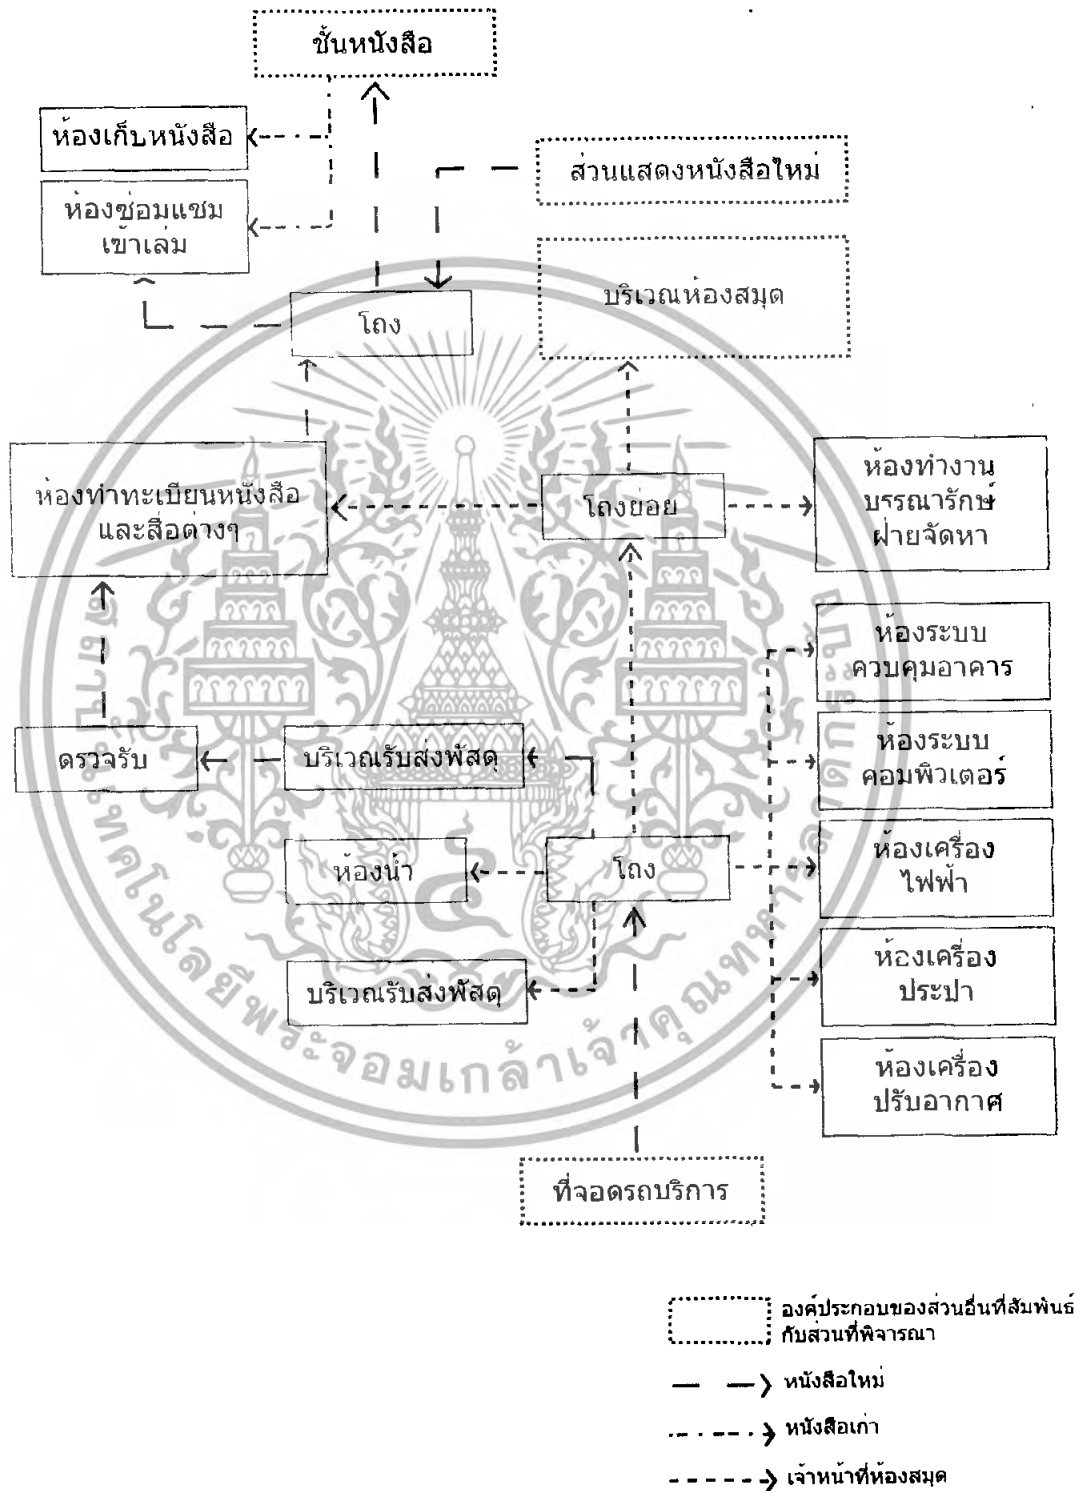 ชั้นหนังสือ
ห้องเก็บหนังสือ
ส่วนแสดงหนังสือใหม่
ห้องซ่อมแซม
เข้าเล่ม
บริเวณห้องสมุด
โถง
ห้องทำทะเบียนหนังสือ
และสื่อต่างๆ
โถงย่อย
ห้องทำงาน
บรรณารักษ์
ฝ่ายจัดหา
ห้องระบบ
ควบคุมอาคาร
ตรวจรับ
บริเวณรับส่งพัสดุ
ห้องระบบ
คอมพิวเตอร์
ห้องน้ำ
โถง
ห้องเครื่อง
ไฟฟ้า
บริเวณรับส่งพัสดุ
ห้องเครื่อง
ประปา
ห้องเครื่อง
ปรับอากาศ
ที่จอดรถบริการ
องค์ประกอบของส่วนอื่นที่สัมพันธ์
กับส่วนที่พิจารณา
หนังสือใหม่
หนังสือเก่า
เจ้าหน้าที่ห้องสมุด